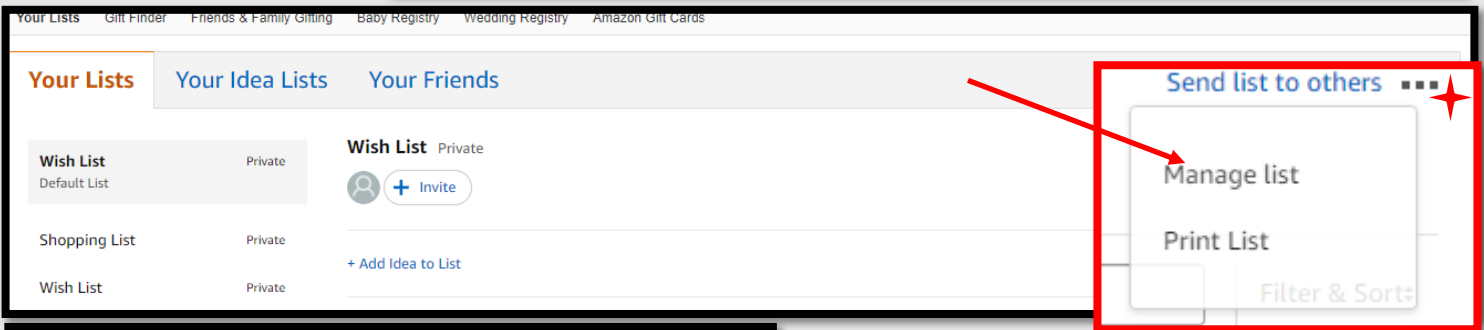 Your Lists Gift Finder Friends & Family Gifting Baby Registry Wedding Registry Amazon Gift Cards
Your Lists Your Idea Lists Your Friends
Send list to others
Wish List Private
Default List
Wish List Private
+ Invite
Manage list
Shopping List Private
Print List
+ Add Idea to List
Wish List Private
Filter & Sort